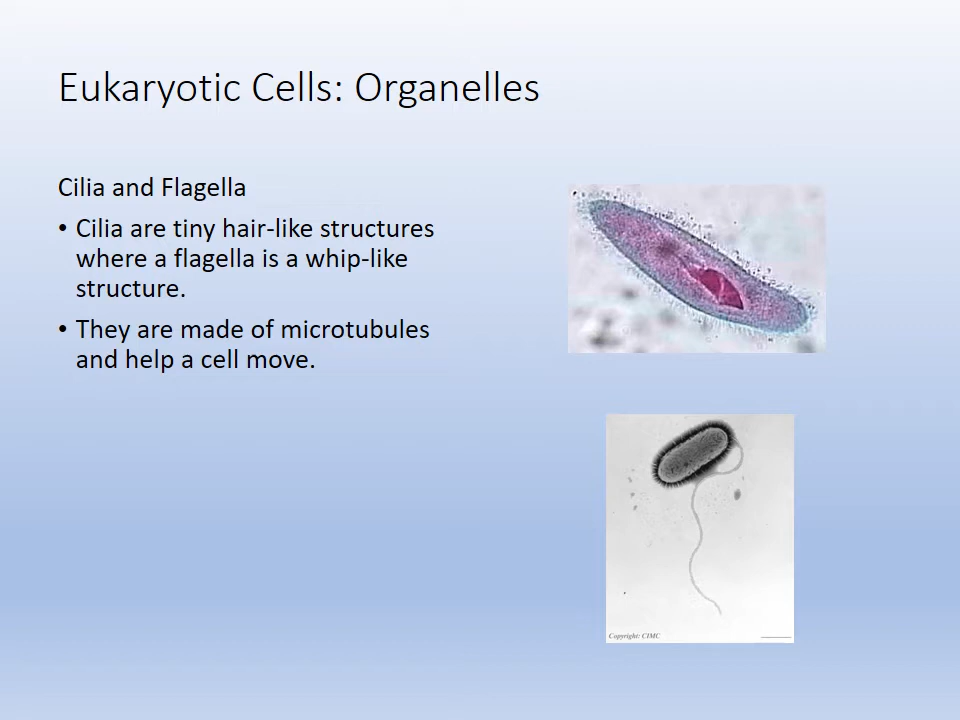 Eukaryotic Cells: Organelles
Cilia and Flagella
• Cilia are tiny hair-like structures
where a flagella is a whip-like
structure.
• They are made of microtubules
and help a cell move.
Copyright: CIMC